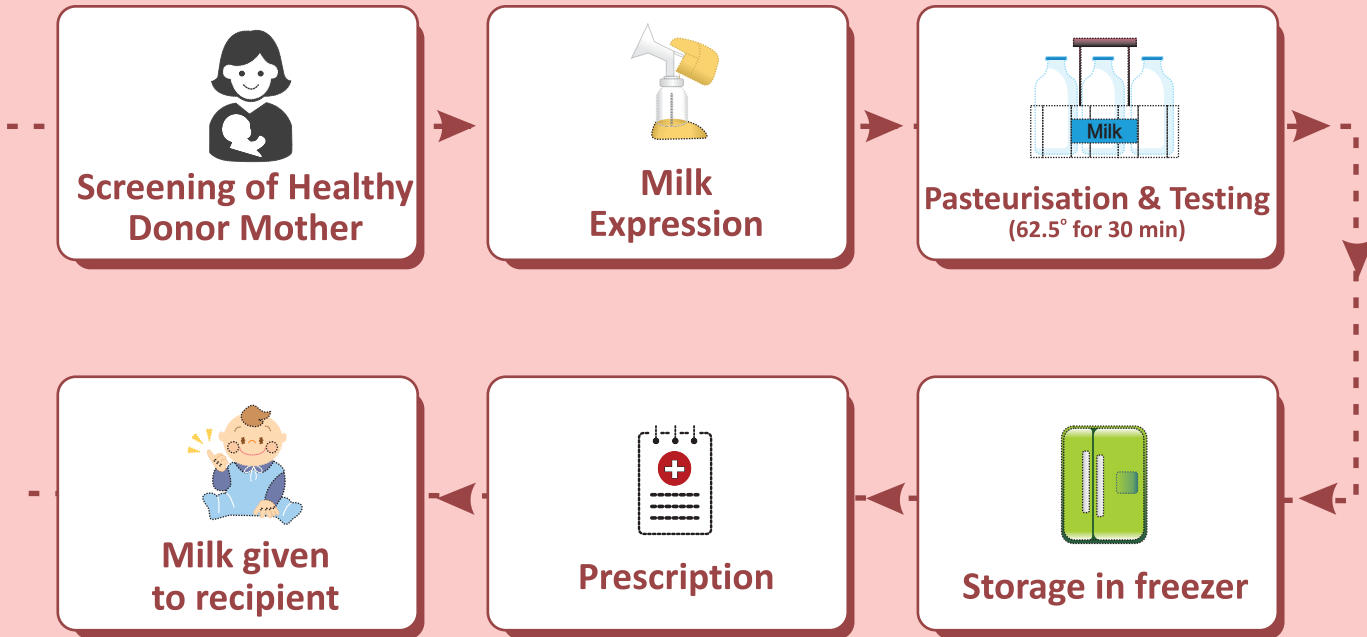 Screening of Healthy
Donor Mother
Milk
Expression
Milk
Pasteurisation & Testing
(62.5° for 30 min)
Storage in freezer
Prescription
Milk given
to recipient